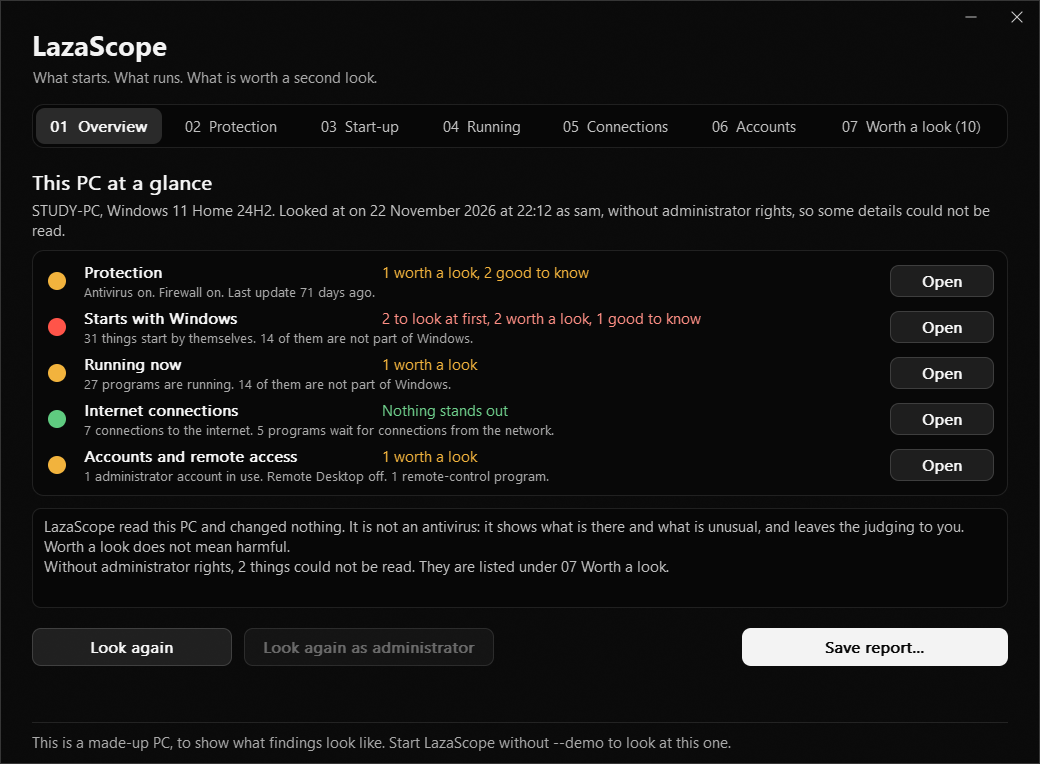 LazaScope
What starts. What runs. What is worth a second look.
01 Overview
02 Protection
03 Start-up
04 Running
05 Connections
06 Accounts
07 Worth a look (10)
This PC at a glance
STUDY-PC, Windows 11 Home 24H2. Looked at on 22 November 2026 at 22:12 as sam, without administrator rights, so some details could not be
read.
Protection
1 worth a look, 2 good to know
Antivirus on. Firewall on. Last update 71 days ago.
Open
Starts with Windows
2 to look at first, 2 worth a look, 1 good to know
31 things start by themselves. 14 of them are not part of Windows.
Open
Running now
1 worth a look
27 programs are running. 14 of them are not part of Windows.
Open
Internet connections
Nothing stands out
7 connections to the internet. 5 programs wait for connections from the network.
Open
Accounts and remote access
1 worth a look
1 administrator account in use. Remote Desktop off. 1 remote-control program.
Open
LazaScope read this PC and changed nothing. It is not an antivirus: it shows what is there and what is unusual, and leaves the judging to you.
Worth a look does not mean harmful.
Without administrator rights, 2 things could not be read. They are listed under 07 Worth a look.
Look again
Look again as administrator
Save report...
This is a made-up PC, to show what findings look like. Start LazaScope without --demo to look at this one.